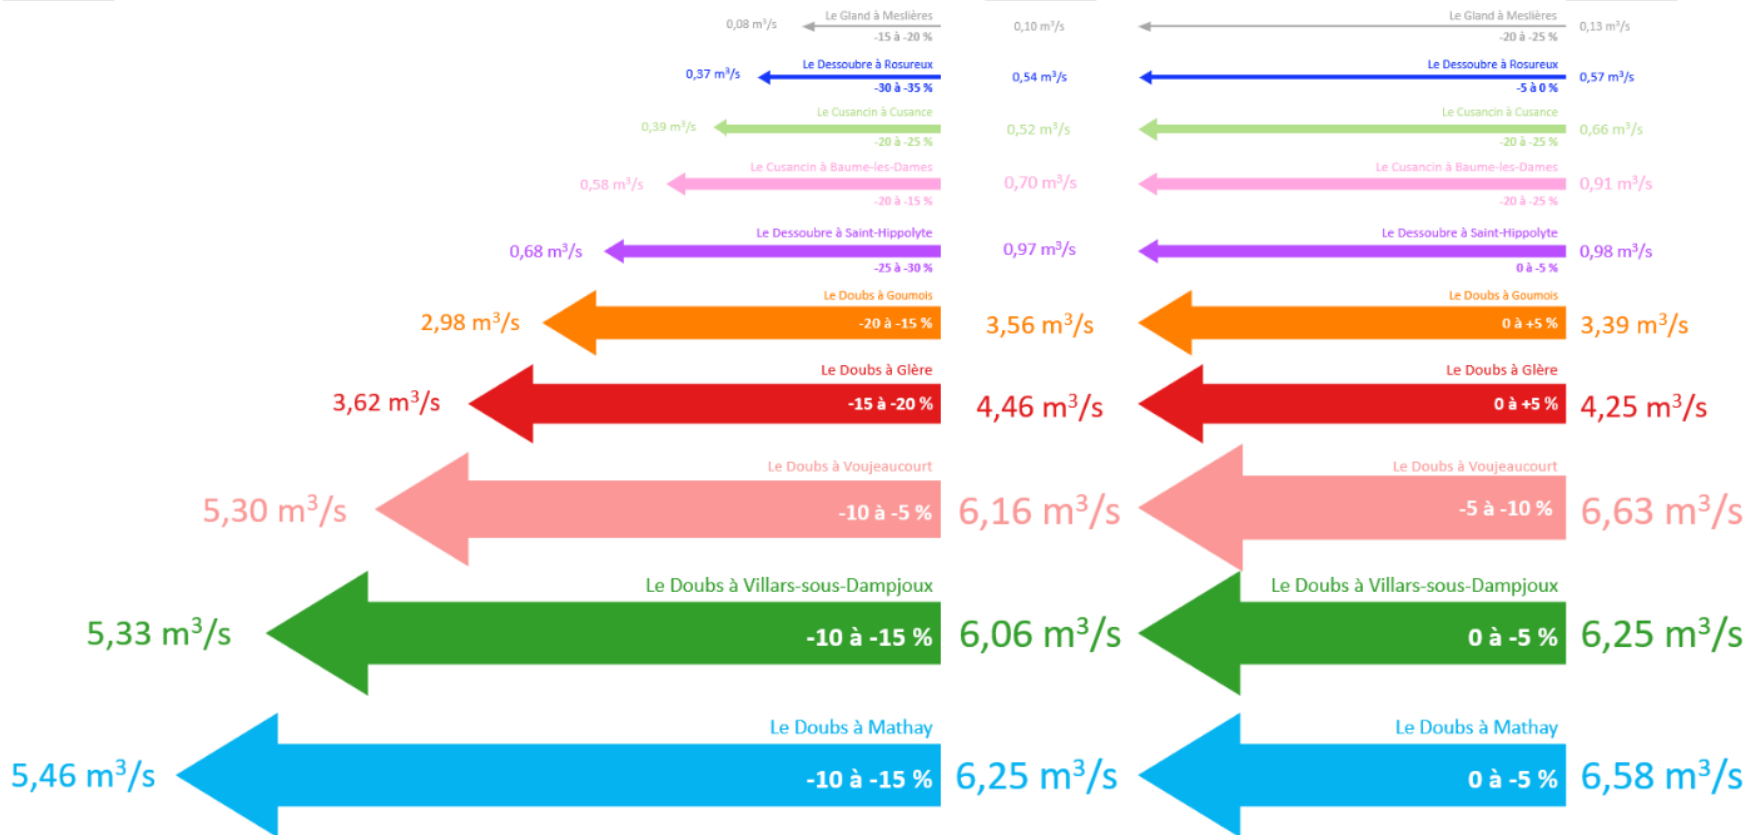 Le Gland à Meslières Le Gland à Meslières
0,08 m³/s 0,10 m³/s 0,13 m³/s
-15 à -20 % -20 à -25 %
Le Dessoubre à Rosureux Le Dessoubre à Rosureux
0,37 m³/s 0,54 m³/s 0,57 m³/s
-30 à -35 % -5 à 0 %
Le Cusancin à Cusance Le Cusancin à Cusance
0,39 m³/s 0,52 m³/s 0,66 m³/s
-20 à -25 % -20 à -25 %
Le Cusancin à Baume-les-Dames Le Cusancin à Baume-les-Dames
0,58 m³/s 0,70 m³/s 0,91 m³/s
-20 à -15 % -20 à -25 %
Le Dessoubre à Saint-Hippolyte Le Dessoubre à Saint-Hippolyte
0,68 m³/s 0,97 m³/s 0,98 m³/s
-25 à -30 % 0 à -5 %
Le Doubs à Goumois Le Doubs à Goumois
2,98 m³/s -20 à -15 % 3,56 m³/s 0 à +5 % 3,39 m³/s
Le Doubs à Glère Le Doubs à Glère
3,62 m³/s -15 à -20 % 4,46 m³/s 0 à +5 % 4,25 m³/s
Le Doubs à Voujeaucourt Le Doubs à Voujeaucourt
5,30 m³/s -10 à -5 % 6,16 m³/s -5 à -10 % 6,63 m³/s
Le Doubs à Villars-sous-Dampjoux Le Doubs à Villars-sous-Dampjoux
5,33 m³/s -10 à -15 % 6,06 m³/s 0 à -5 % 6,25 m³/s
Le Doubs à Mathay Le Doubs à Mathay
5,46 m³/s -10 à -15 % 6,25 m³/s 0 à -5 % 6,58 m³/s